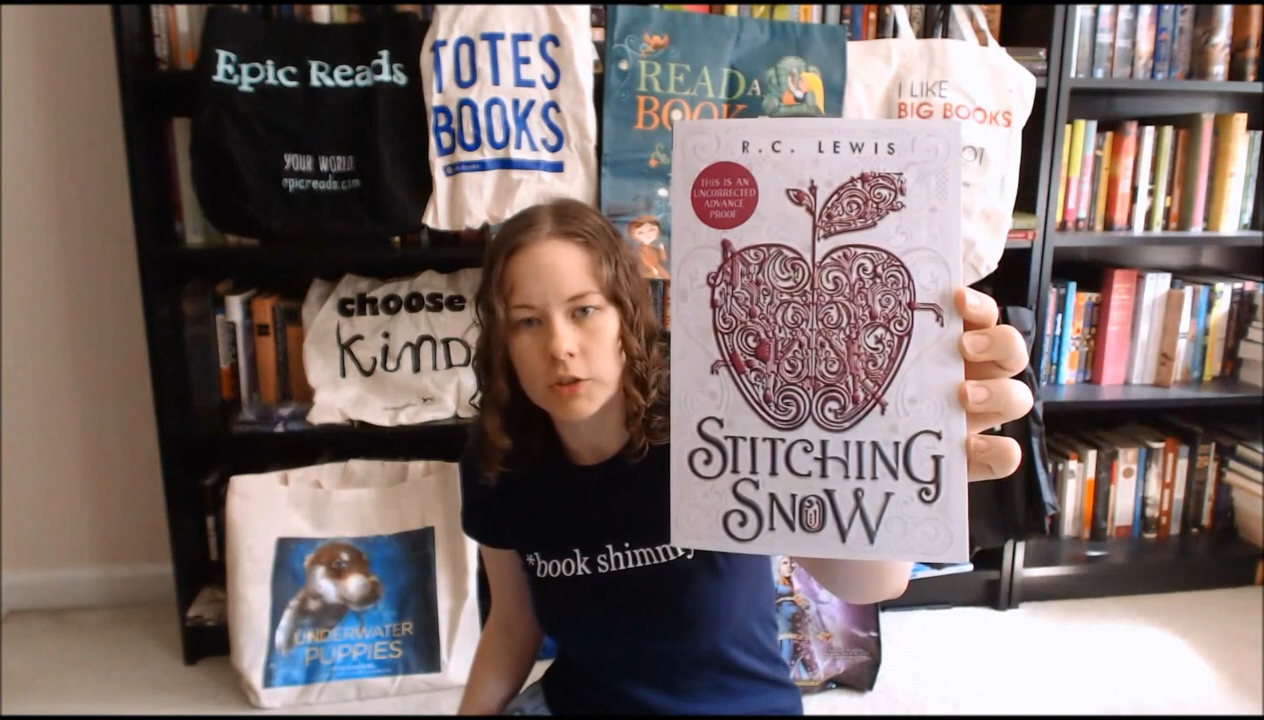 Epic Reads
YOUR WORLD.
epicreads.com
TOTES
BOOKS
READ A
BOOK
I LIKE
BIG BOOKS
R.C. LEWIS
THIS IS AN
UNCORRECTED
ADVANCE
PROOF
STITCHING
SNOW
choose
KIND
*book shimmy
UNDERWATER
PUPPIES